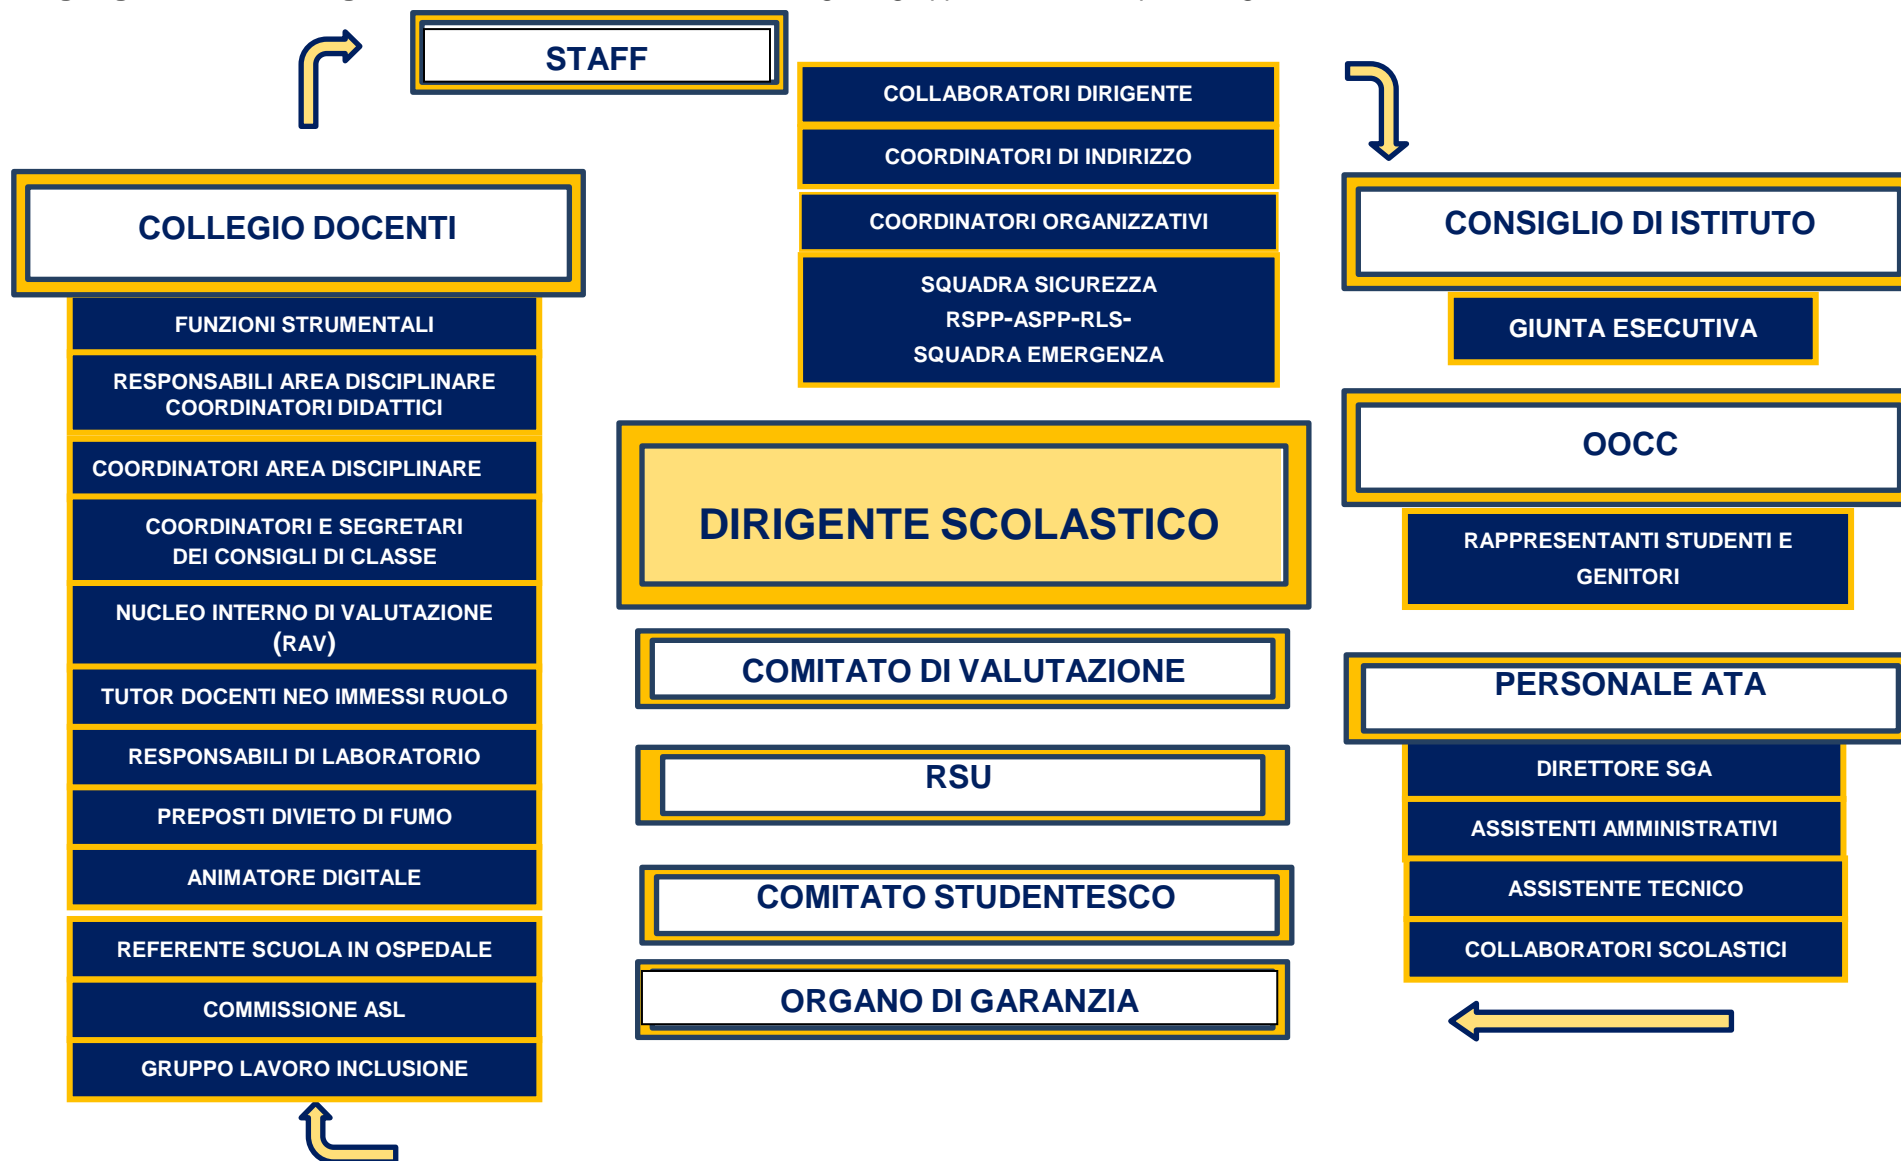 STAFF
COLLABORATORI DIRIGENTE
COORDINATORI DI INDIRIZZO
COORDINATORI ORGANIZZATIVI
SQUADRA SICUREZZA
RSPP-ASPP-RLS-
SQUADRA EMERGENZA
COLLEGIO DOCENTI
FUNZIONI STRUMENTALI
RESPONSABILI AREA DISCIPLINARE
COORDINATORI DIDATTICI
COORDINATORI AREA DISCIPLINARE
COORDINATORI E SEGRETARI
DEI CONSIGLI DI CLASSE
NUCLEO INTERNO DI VALUTAZIONE
(RAV)
TUTOR DOCENTI NEO IMMESSI RUOLO
RESPONSABILI DI LABORATORIO
PREPOSTI DIVIETO DI FUMO
ANIMATORE DIGITALE
REFERENTE SCUOLA IN OSPEDALE
COMMISSIONE ASL
GRUPPO LAVORO INCLUSIONE
DIRIGENTE SCOLASTICO
COMITATO DI VALUTAZIONE
RSU
COMITATO STUDENTESCO
ORGANO DI GARANZIA
CONSIGLIO DI ISTITUTO
GIUNTA ESECUTIVA
OOCC
RAPPRESENTANTI STUDENTI E
GENITORI
PERSONALE ATA
DIRETTORE SGA
ASSISTENTI AMMINISTRATIVI
ASSISTENTE TECNICO
COLLABORATORI SCOLASTICI